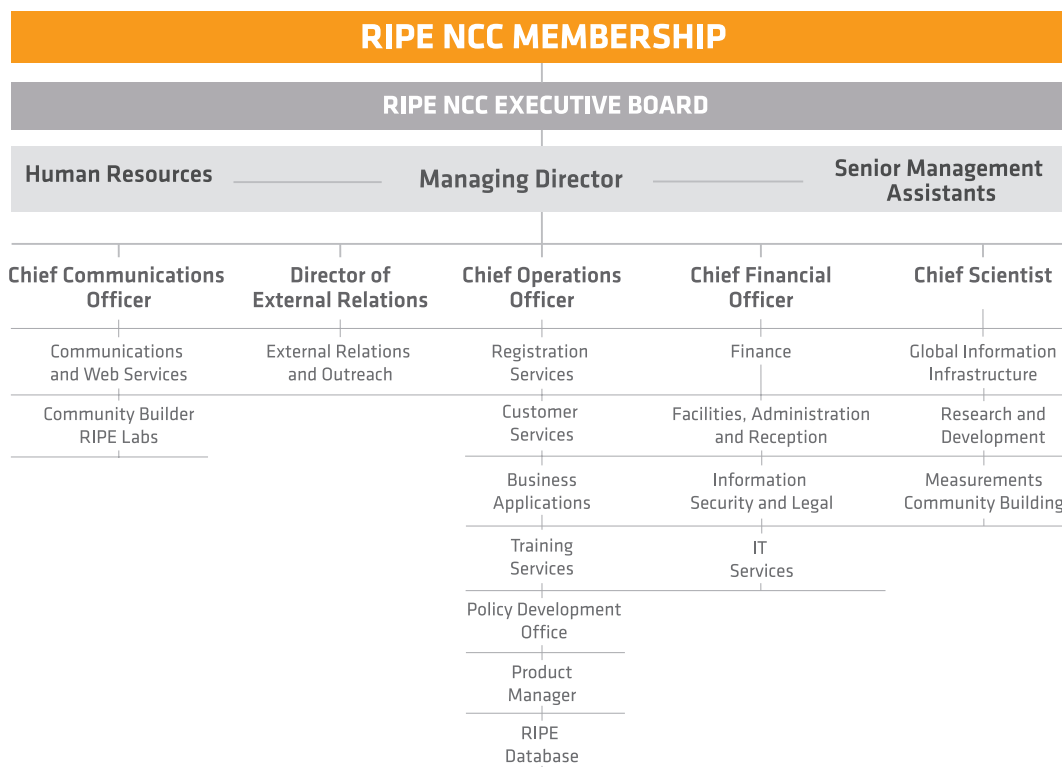 RIPE NCC MEMBERSHIP
RIPE NCC EXECUTIVE BOARD
Human Resources
Managing Director
Senior Management
Assistants
Chief Communications
Officer
Director of
External Relations
Chief Operations
Officer
Chief Financial
Officer
Chief Scientist
Communications
and Web Services
Community Builder
RIPE Labs
External Relations
and Outreach
Registration
Services
Customer
Services
Business
Applications
Training
Services
Policy Development
Office
Product
Manager
RIPE
Database
Finance
Facilities, Administration
and Reception
Information
Security and Legal
IT
Services
Global Information
Infrastructure
Research and
Development
Measurements
Community Building